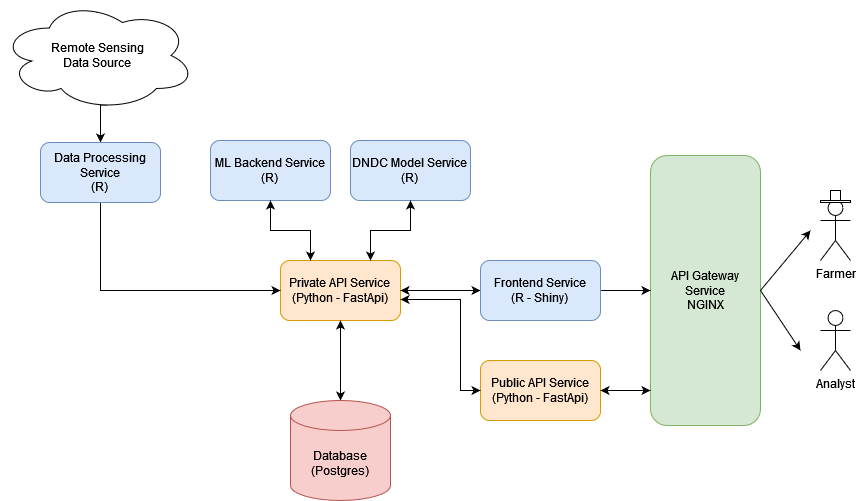 Remote Sensing
Data Source
Data Processing
Service
(R)
ML Backend Service
(R)
DNDC Model Service
(R)
Private API Service
(Python - FastApi)
Frontend Service
(R - Shiny)
Public API Service
(Python - FastApi)
Database
(Postgres)
API Gateway
Service
NGINX
Farmer
Analyst